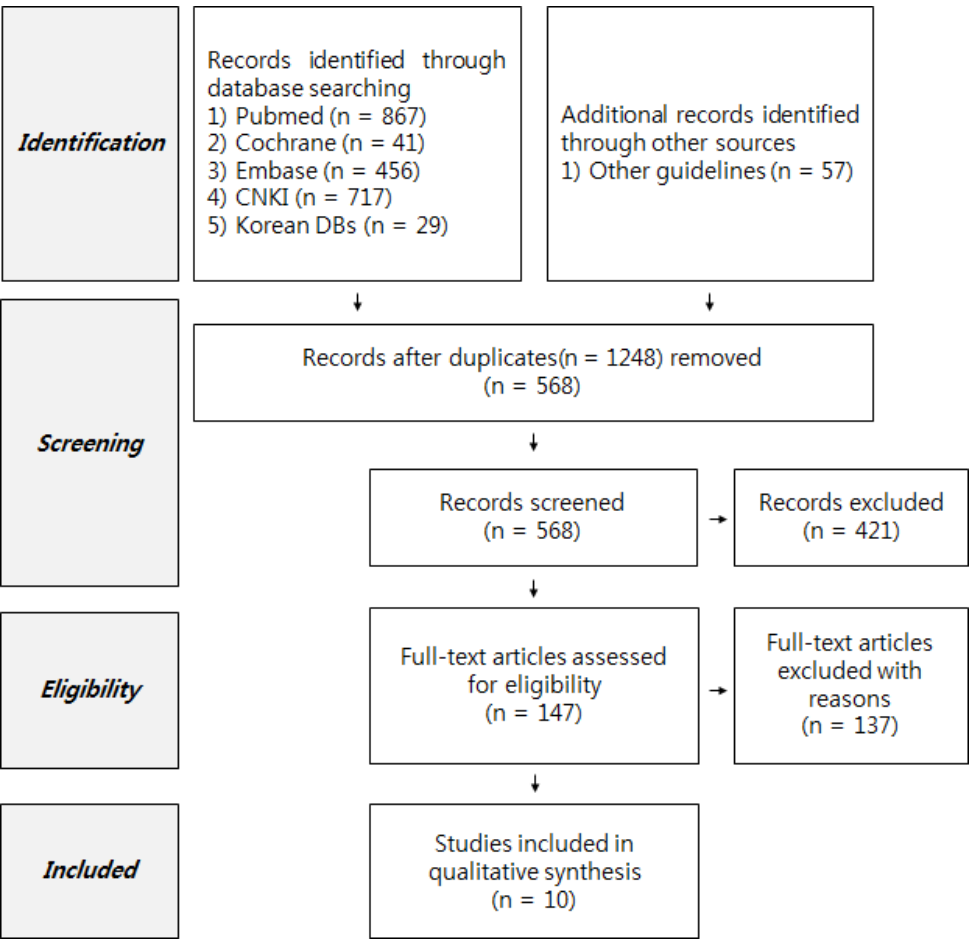 Identification
Records identified through
database searching
1) Pubmed (n = 867)
2) Cochrane (n = 41)
3) Embase (n = 456)
4) CNKI (n = 717)
5) Korean DBs (n = 29)
Additional records identified
through other sources
1) Other guidelines (n = 57)
Screening
Records after duplicates(n = 1248) removed
(n = 568)
Records screened
(n = 568)
Records excluded
(n = 421)
Eligibility
Full-text articles assessed
for eligibility
(n = 147)
Full-text articles
excluded with
reasons
(n = 137)
Included
Studies included in
qualitative synthesis
(n = 10)